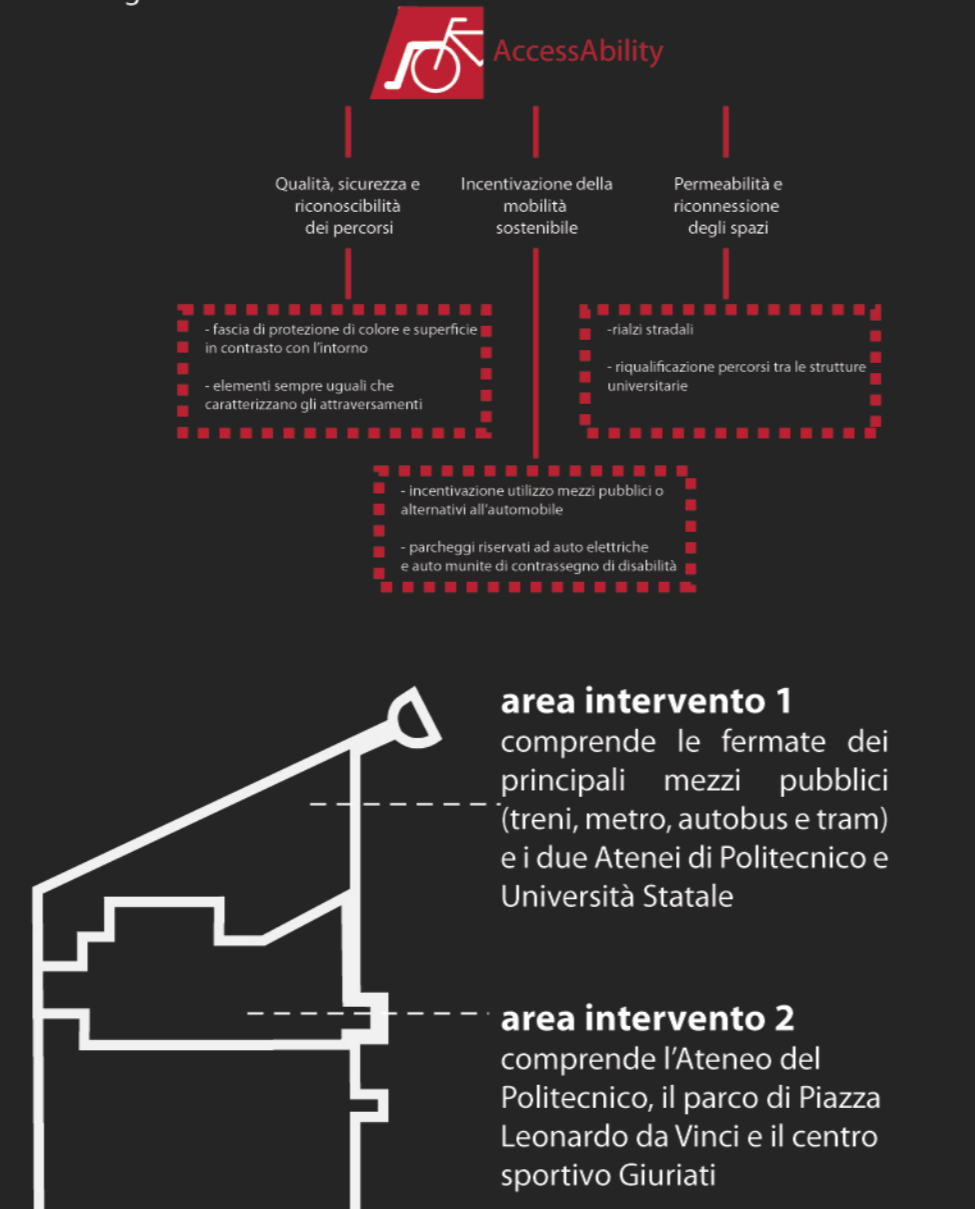 AccessAbility
Qualità, sicurezza e
riconoscibilità
dei percorsi
Incentivazione della
mobilità
sostenibile
Permeabilità e
riconnessione
degli spazi
- fascia di protezione di colore e superficie
in contrasto con l'intorno
- elementi sempre uguali che
caratterizzano gli attraversamenti
-rialzi stradali
- riqualificazione percorsi tra le strutture
universitarie
- incentivazione utilizzo mezzi pubblici o
alternativi all'automobile
- parcheggi riservati ad auto elettriche
e auto munite di contrassegno di disabilità
area intervento 1
comprende le fermate dei
principali mezzi pubblici
(treni, metro, autobus e tram)
e i due Atenei di Politecnico e
Università Statale
area intervento 2
comprende l'Ateneo del
Politecnico, il parco di Piazza
Leonardo da Vinci e il centro
sportivo Giuriati